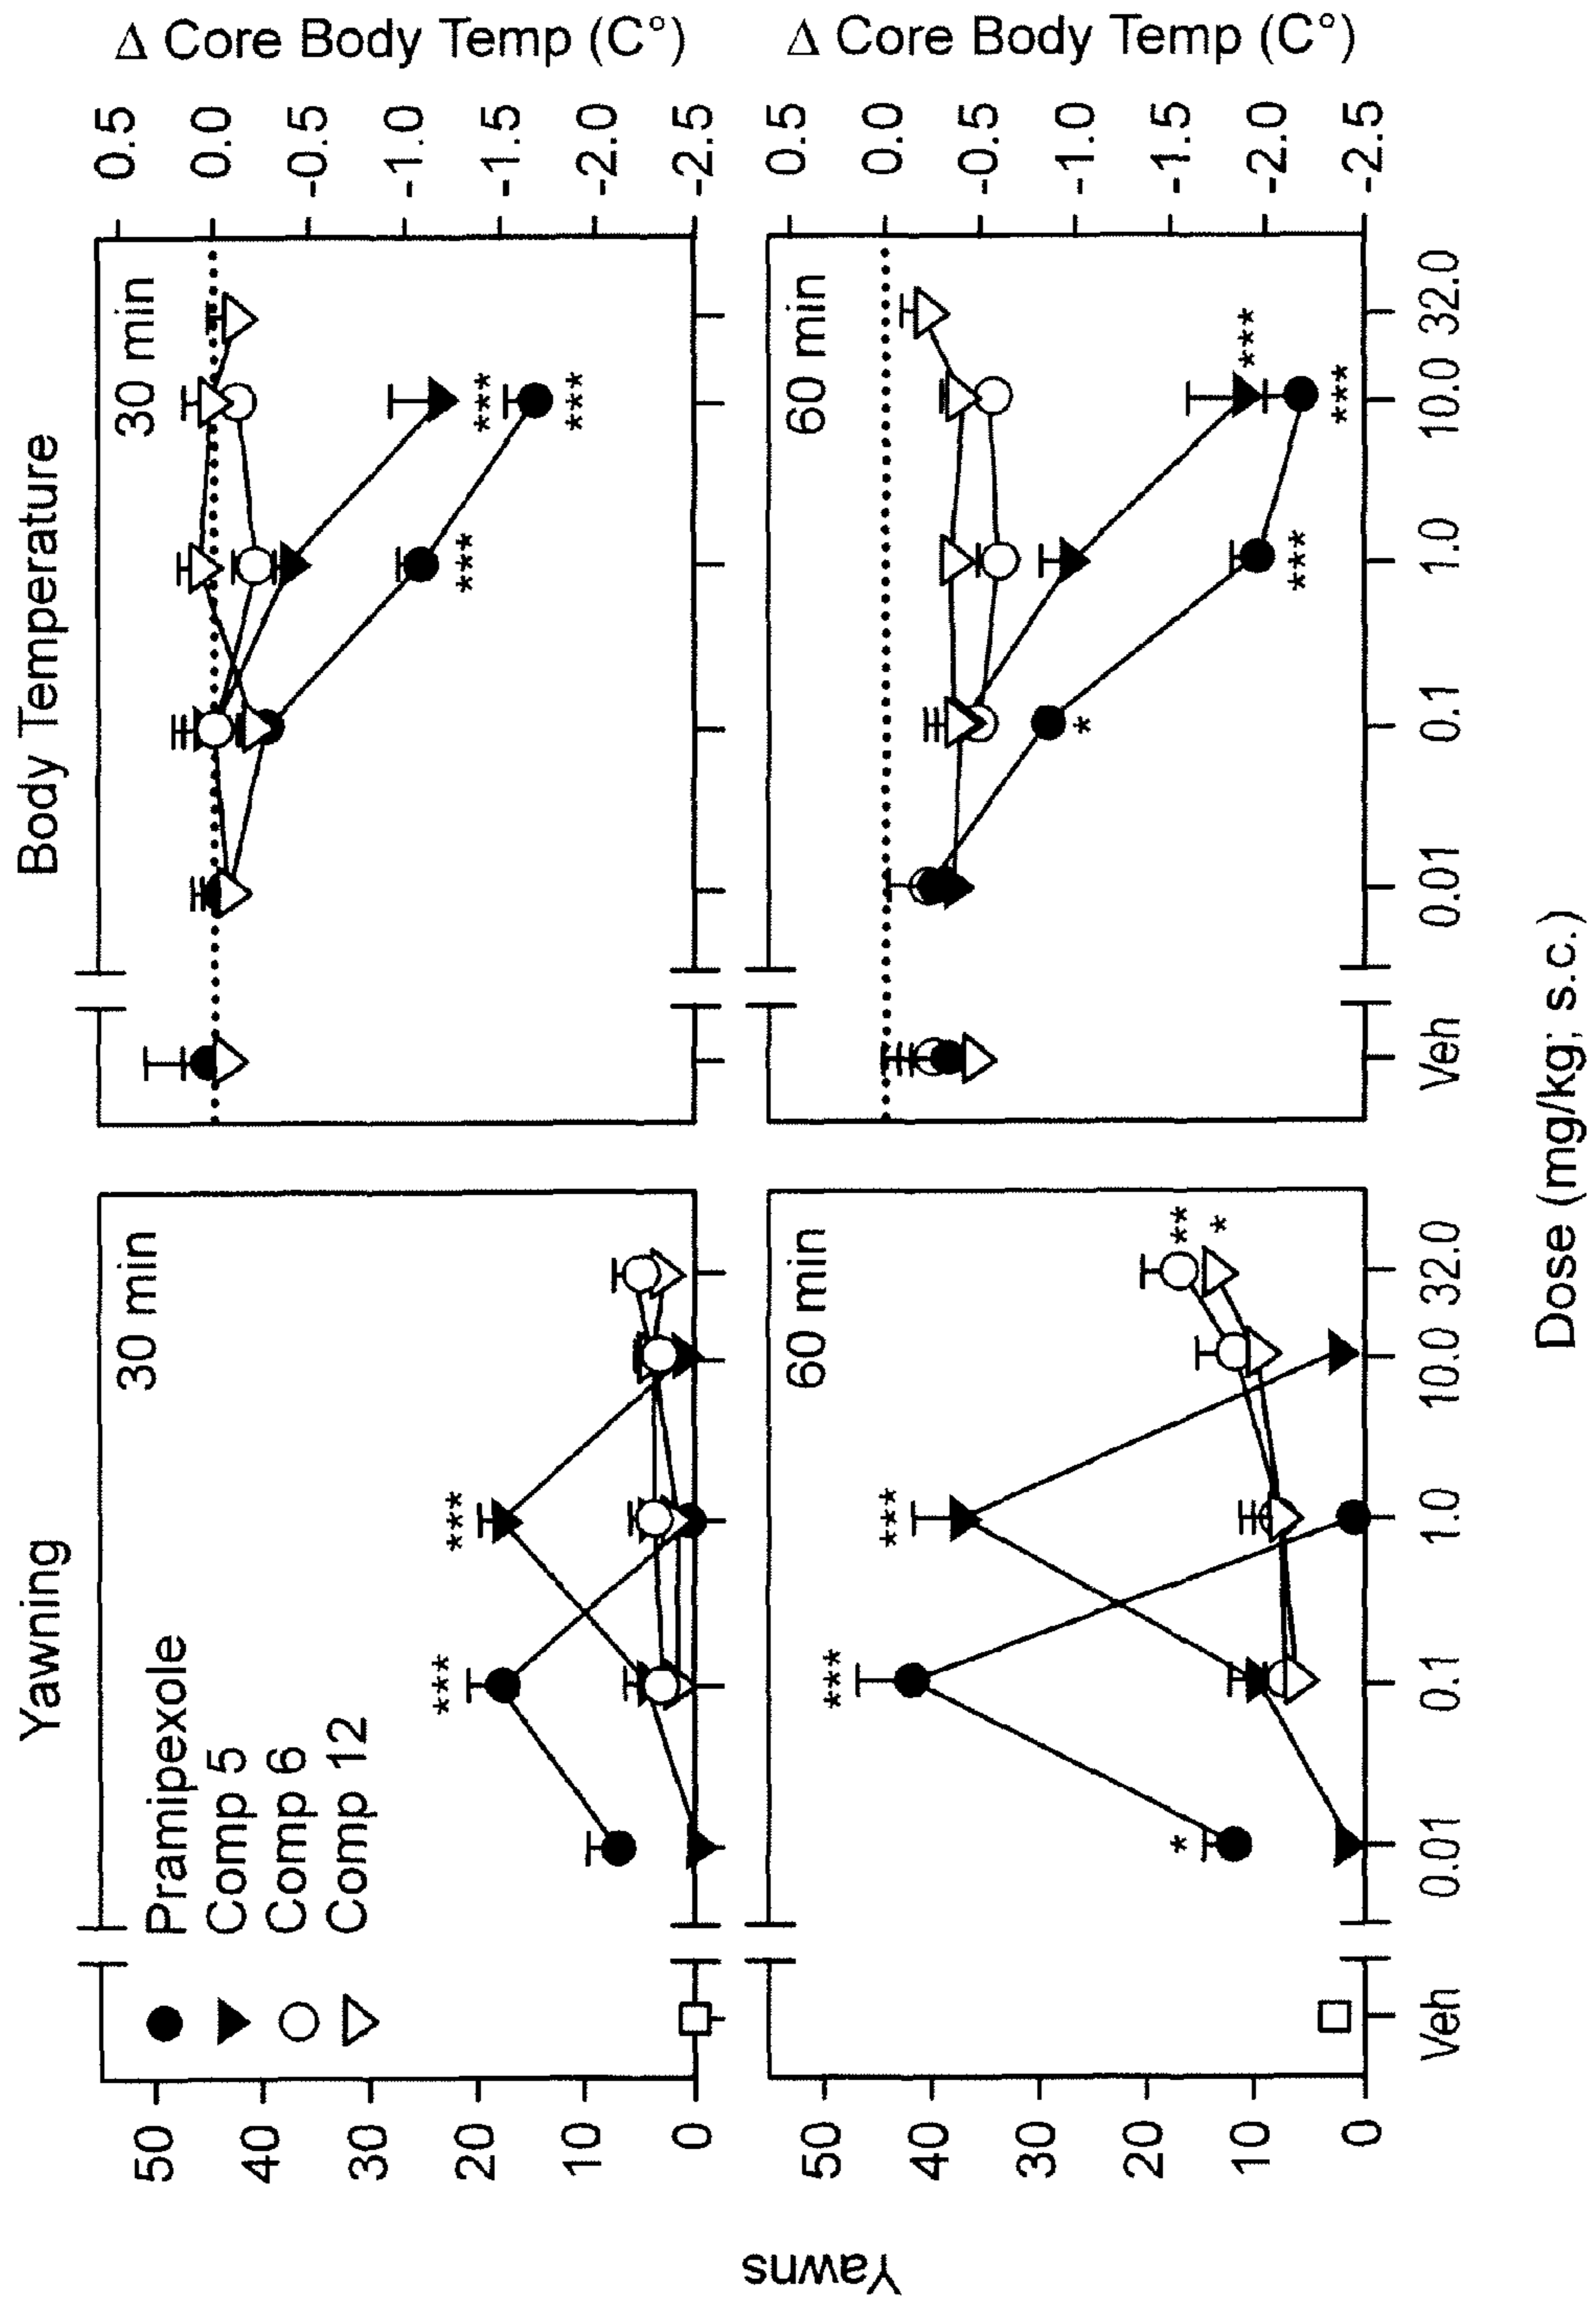 Yawning
Body Temperature
Pramipexole
Comp 5
Comp 6
Comp 12
30 min
30 min
***
***
***
***
***
50
40
30
20
10
0
0.5
0.0
-0.5
-1.0
-1.5
-2.0
-2.5
Δ Core Body Temp (C°)
60 min
60 min
*
***
***
**
*
*
***
***
***
50
40
30
20
10
0
0.5
0.0
-0.5
-1.0
-1.5
-2.0
-2.5
Δ Core Body Temp (C°)
Yawns
Veh 0.01 0.1 1.0 10.0 32.0
Veh 0.01 0.1 1.0 10.0 32.0
Dose (mg/kg; s.c.)